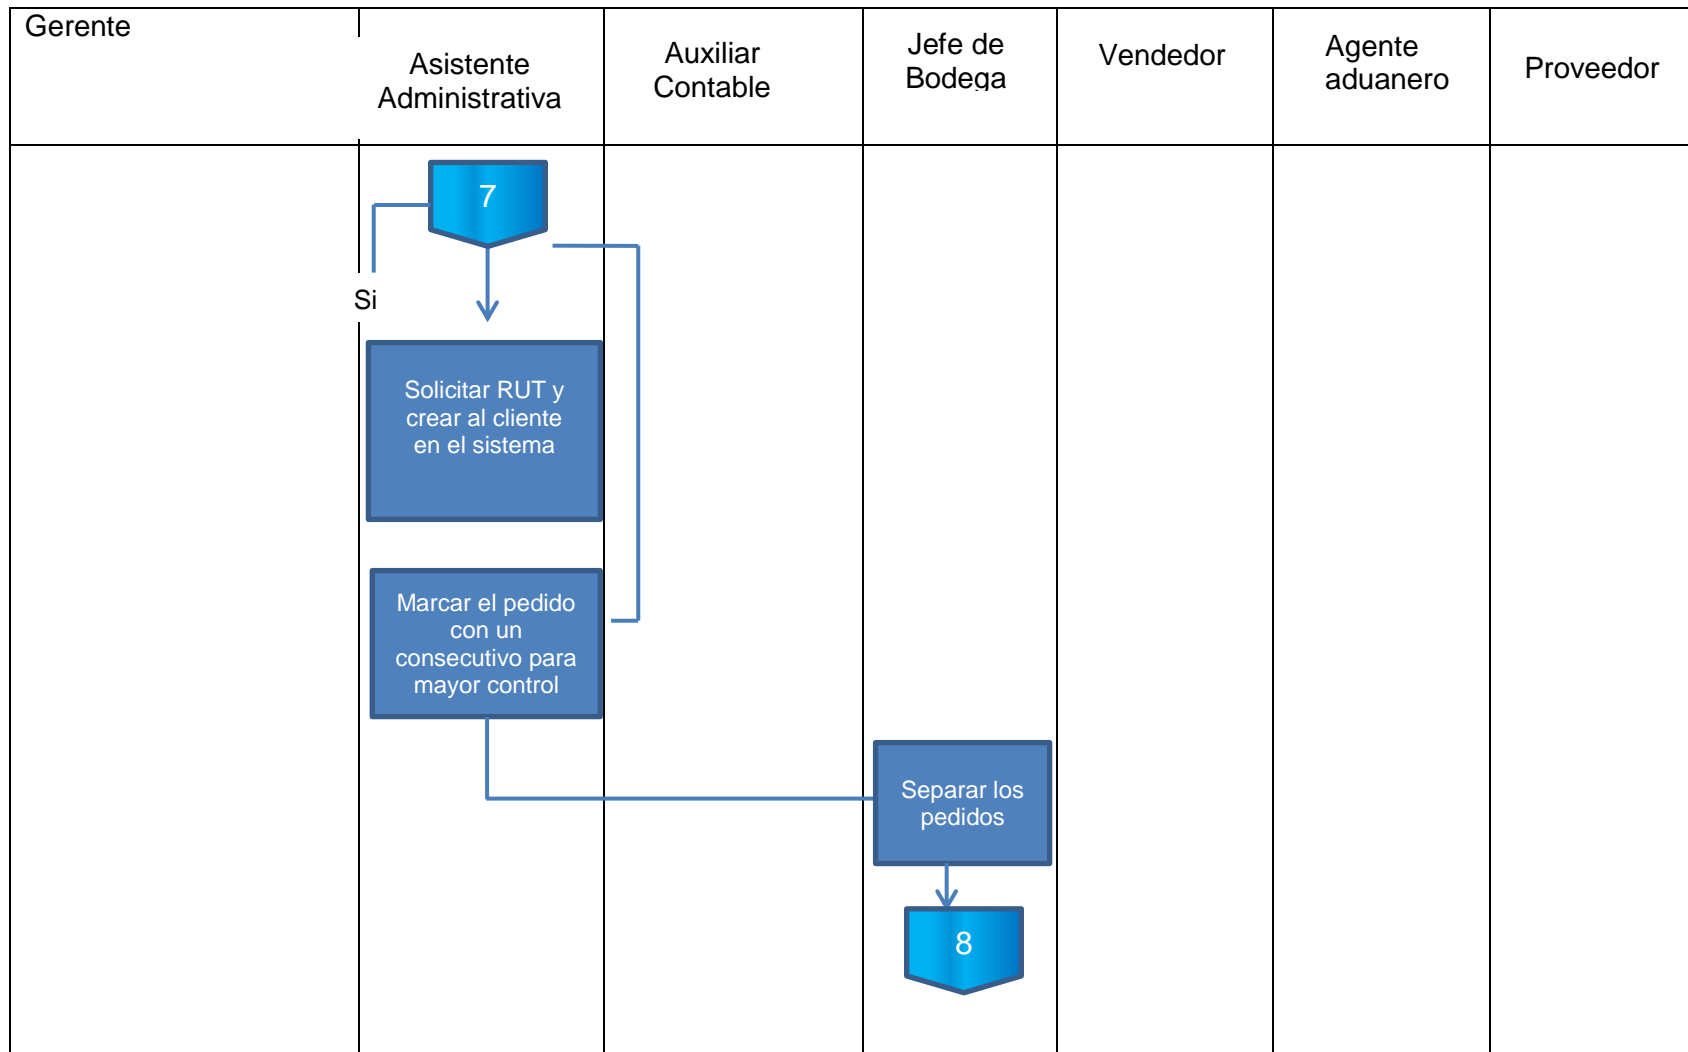 Gerente
Asistente
Administrativa
Auxiliar
Contable
Jefe de
Bodega
Vendedor
Agente
aduanero
Proveedor
7
Si
Solicitar RUT y
crear al cliente
en el sistema
Marcar el pedido
con un
consecutivo para
mayor control
Separar los
pedidos
8